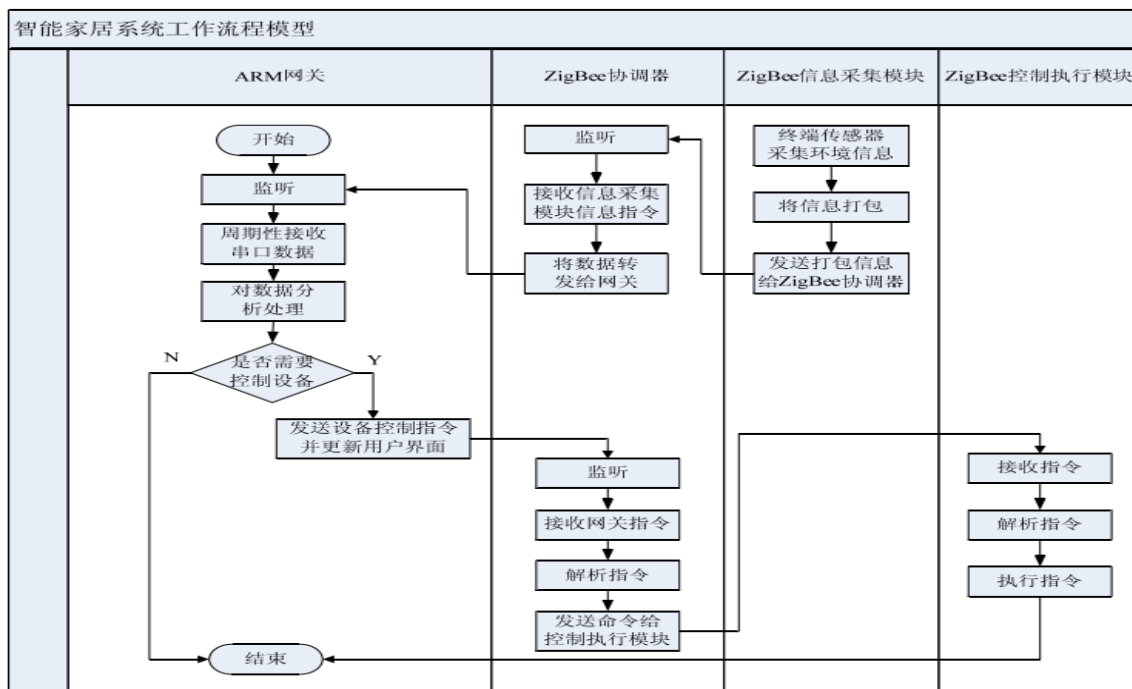 智能家居系统工作流程模型
ARM网关
ZigBee协调器
ZigBee信息采集模块
ZigBee控制执行模块
开始
监听
周期性接收
串口数据
对数据分
析处理
N
是否需要
控制设备
Y
发送设备控制指令
并更新用户界面
结束
监听
接收信息采集
模块信息指令
将数据转
发给网关
监听
接收网关指令
解析指令
发送命令给
控制执行模块
终端传感器
采集环境信息
将信息打包
发送打包信息
给ZigBee协调器
接收指令
解析指令
执行指令